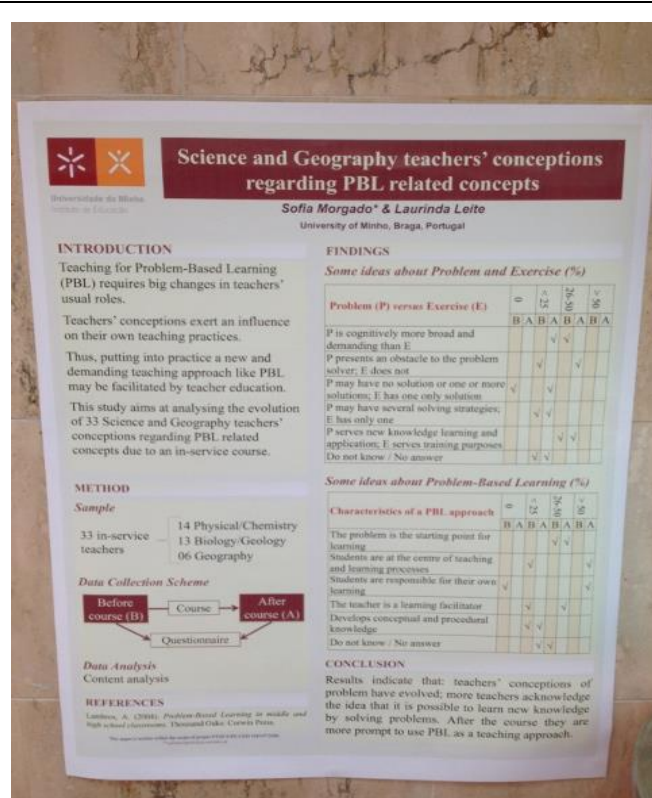 Science and Geography teachers' conceptions
regarding PBL related concepts
Universidade do Minho
Instituto de Educação
Sofia Morgado* & Laurinda Leite
University of Minho, Braga, Portugal
INTRODUCTION
Teaching for Problem-Based Learning
(PBL) requires big changes in teachers'
usual roles.
Teachers' conceptions exert an influence
on their own teaching practices.
Thus, putting into practice a new and
demanding teaching approach like PBL
may be facilitated by teacher education.
This study aims at analysing the evolution
of 33 Science and Geography teachers'
conceptions regarding PBL related
concepts due to an in-service course.
METHOD
Sample
33 in-service
teachers
14 Physical/Chemistry
13 Biology/Geology
06 Geography
Data Collection Scheme
Before
course (B)
Course
After
course (A)
Questionnaire
Data Analysis
Content analysis
REFERENCES
Problem-Based Learning in middle and
high school classrooms. Thousand Oaks: Corwin Press.
FINDINGS
Some ideas about Problem and Exercise (%)
Problem (P) versus Exercise (E) 0 < 25 26-50 > 50
B A B A B A B A
P is cognitively more broad and
demanding than E √ √
P presents an obstacle to the problem
solver; E does not √ √
P may have no solution or one or more
solutions; E has one only solution √ √
P may have several solving strategies;
E has only one √ √
P serves new knowledge learning and
application; E serves training purposes √ √
Do not know / No answer √ √
Some ideas about Problem-Based Learning (%)
Characteristics of a PBL approach 0 < 25 26-50 > 50
B A B A B A B A
The problem is the starting point for
learning √ √
Students are at the centre of teaching
and learning processes √ √
Students are responsible for their own
learning √ √
The teacher is a learning facilitator √ √
Develops conceptual and procedural
knowledge √ √
Do not know / No answer √ √
CONCLUSION
Results indicate that: teachers' conceptions of
problem have evolved; more teachers acknowledge
the idea that it is possible to learn new knowledge
by solving problems. After the course they are
more prompt to use PBL as a teaching approach.